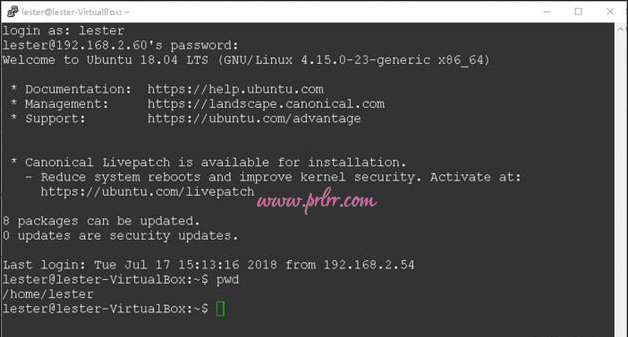 lester@lester-VirtualBox: ~
login as: lester
lester@192.168.2.60's password:
Welcome to Ubuntu 18.04 LTS (GNU/Linux 4.15.0-23-generic x86_64)
* Documentation: https://help.ubuntu.com
* Management: https://landscape.canonical.com
* Support: https://ubuntu.com/advantage
* Canonical Livepatch is available for installation.
- Reduce system reboots and improve kernel security. Activate at:
https://ubuntu.com/livepatch
www.prlrr.com
8 packages can be updated.
0 updates are security updates.
Last login: Tue Jul 17 15:13:16 2018 from 192.168.2.54
lester@lester-VirtualBox:~$ pwd
/home/lester
lester@lester-VirtualBox:~$